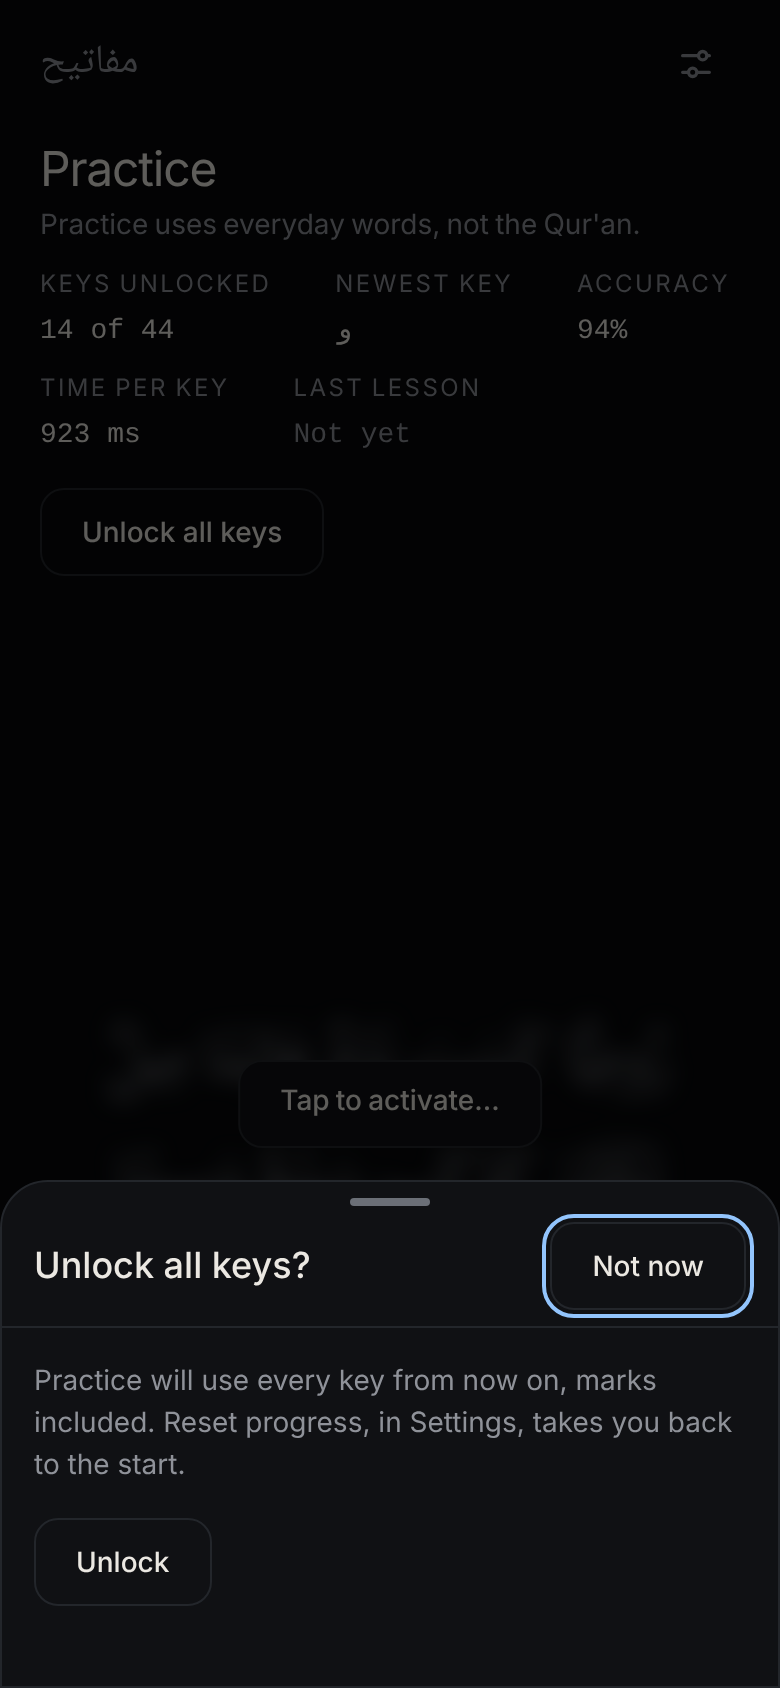 مفاتيح
Practice
Practice uses everyday words, not the Qur'an.
KEYS UNLOCKED NEWEST KEY ACCURACY
14 of 44 و 94%
TIME PER KEY LAST LESSON
923 ms Not yet
Unlock all keys
Tap to activate...
Unlock all keys? Not now
Practice will use every key from now on, marks
included. Reset progress, in Settings, takes you back
to the start.
Unlock